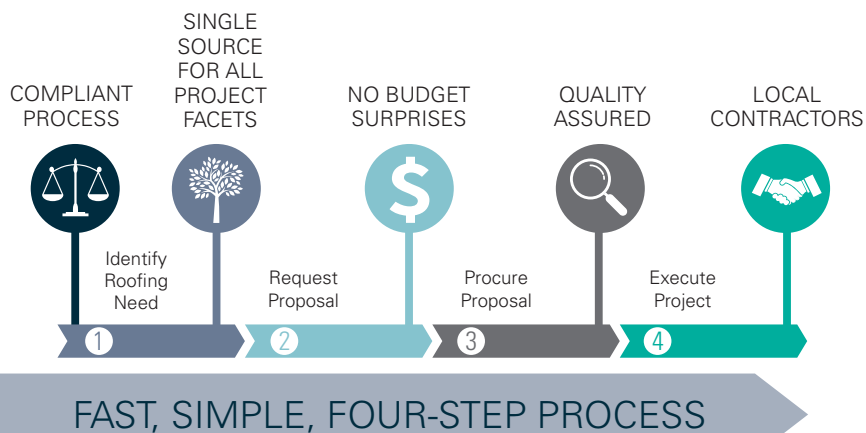 SINGLE
SOURCE
FOR ALL
PROJECT
FACETS
COMPLIANT
PROCESS
NO BUDGET
SURPRISES
QUALITY
ASSURED
LOCAL
CONTRACTORS
$
Identify
Roofing
Need
Request
Proposal
Procure
Proposal
Execute
Project
1
2
3
4
FAST, SIMPLE, FOUR-STEP PROCESS